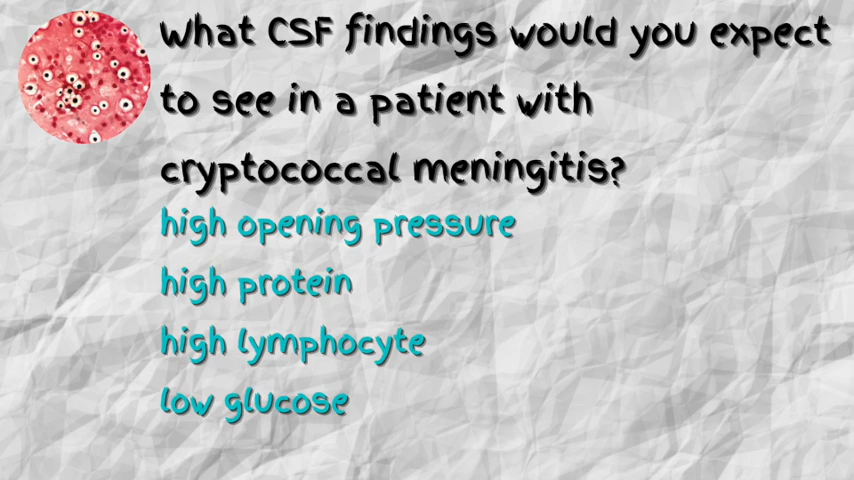 What CSF findings would you expect
to see in a patient with
cryptococcal meningitis?
high opening pressure
high protein
high lymphocyte
low glucose